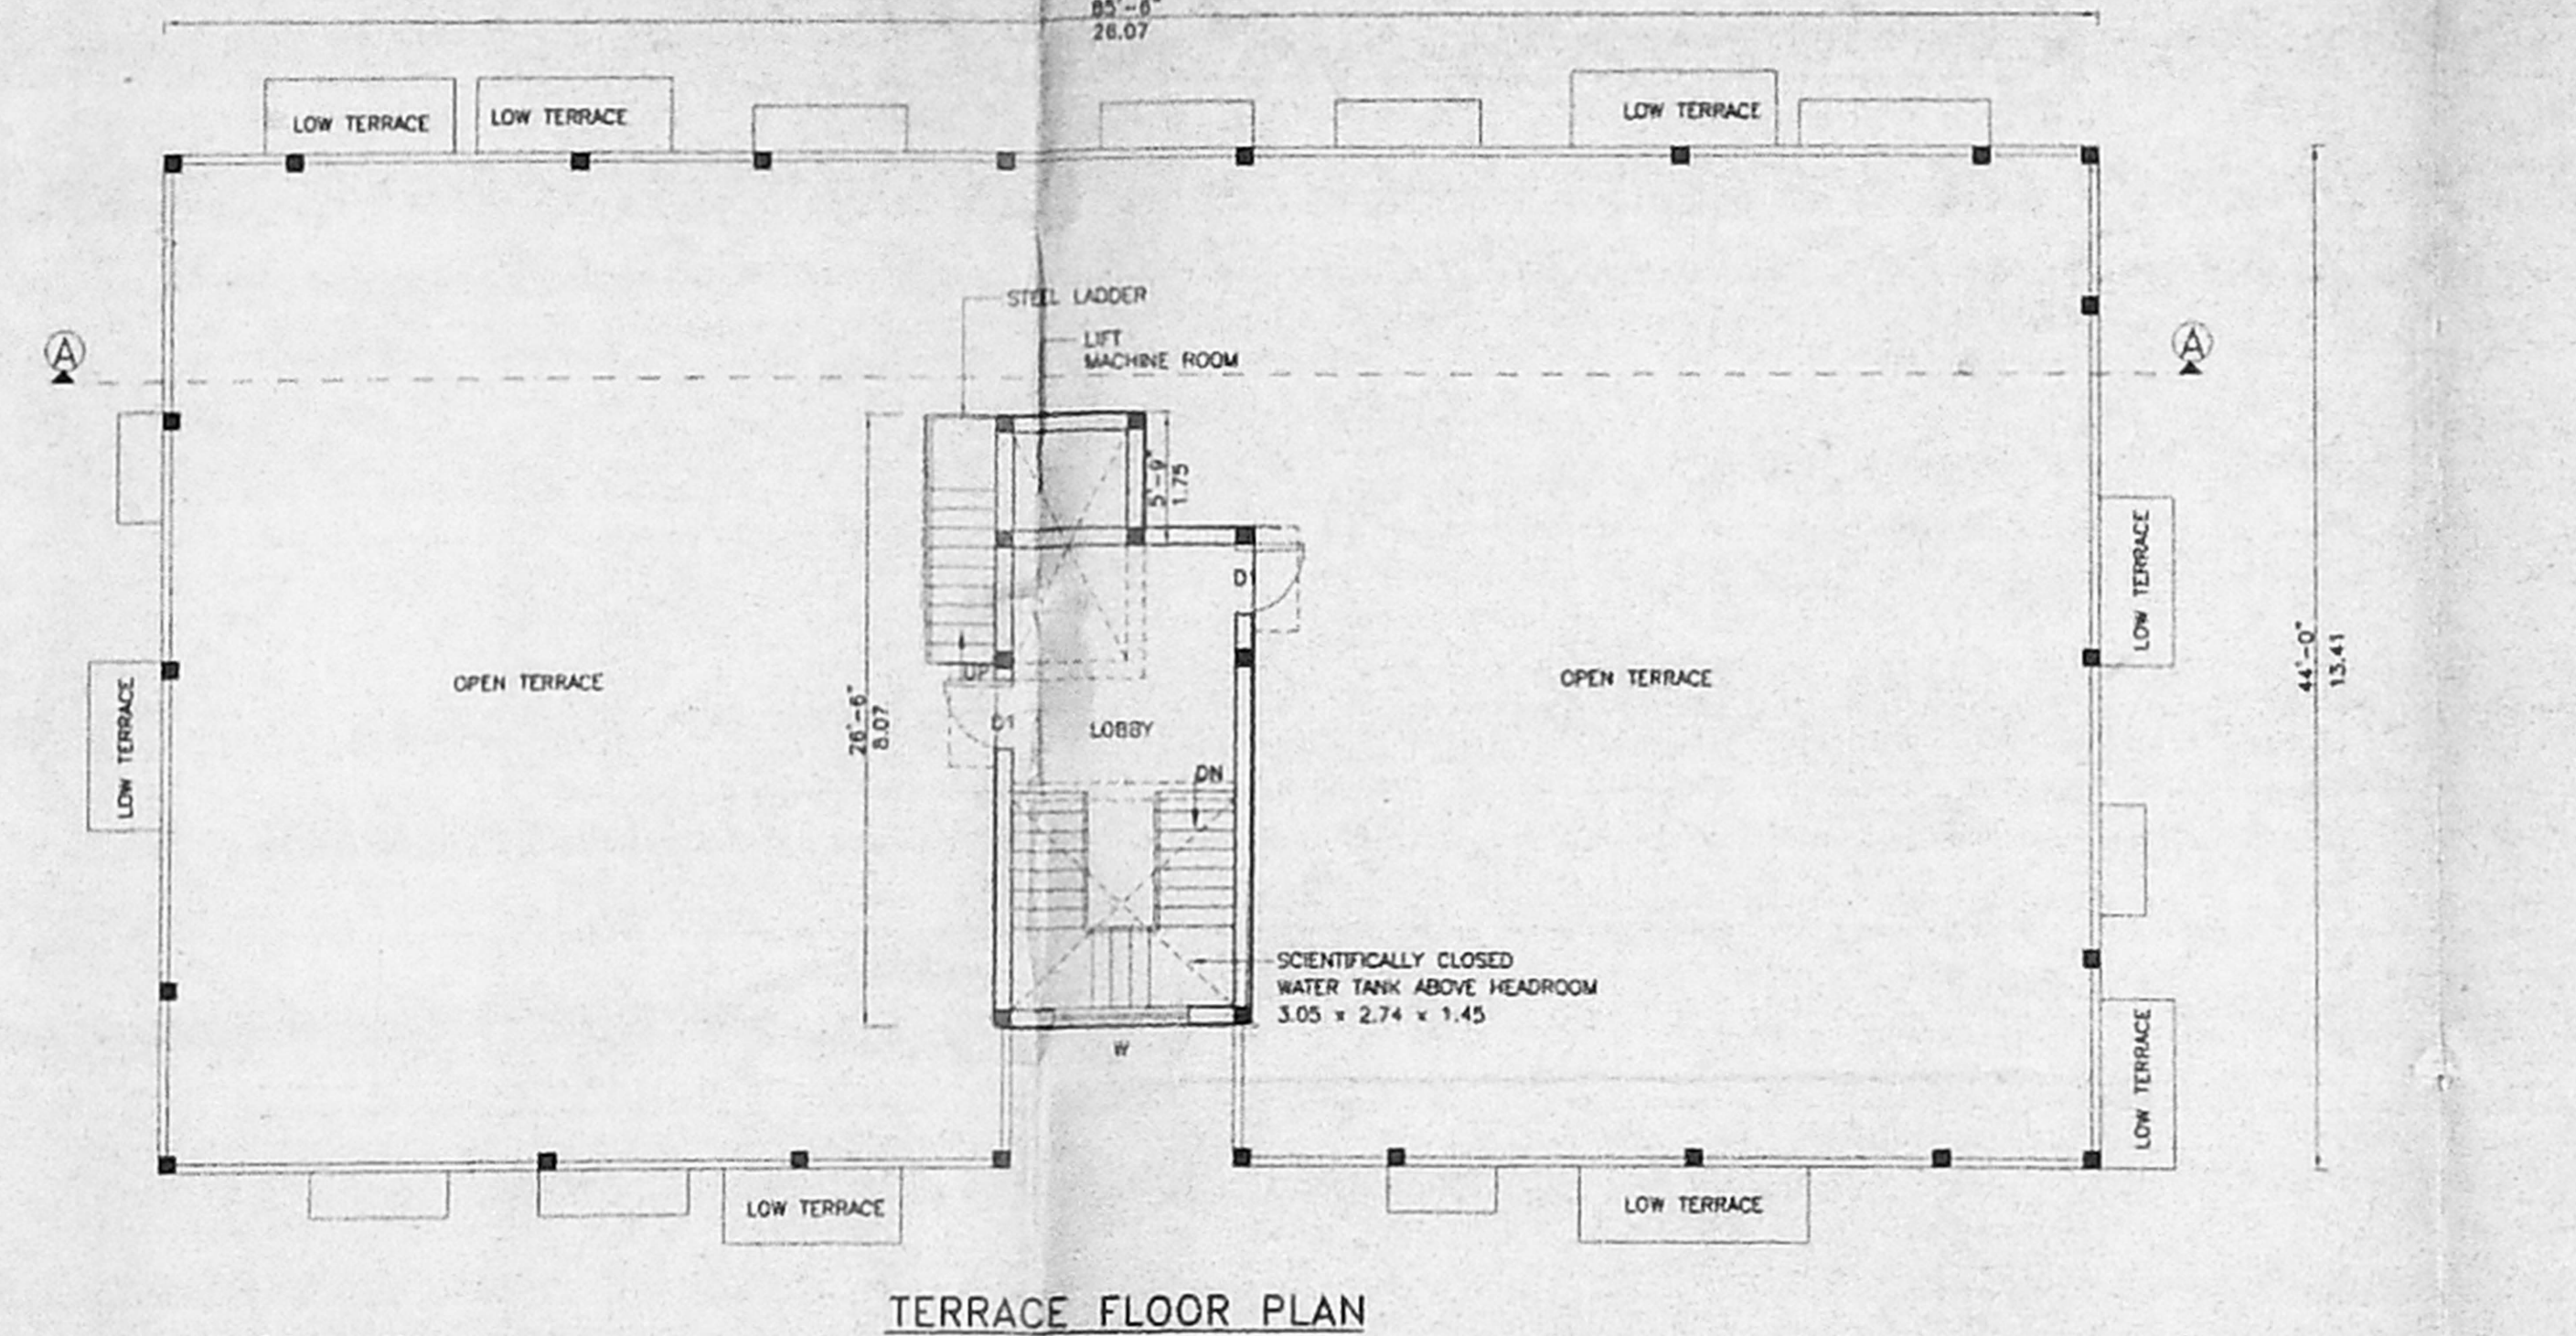 85'-6"
26.07
LOW TERRACE
LOW TERRACE
LOW TERRACE
STEEL LADDER
LIFT
MACHINE ROOM
A
A
5'-9"
1.75
D1
LOW TERRACE
OPEN TERRACE
UP
OPEN TERRACE
44'-0"
13.41
26'-6"
8.07
D1
LOBBY
LOW TERRACE
DN
SCIENTIFICALLY CLOSED
WATER TANK ABOVE HEADROOM
3.05 x 2.74 x 1.45
W
LOW TERRACE
LOW TERRACE
LOW TERRACE
TERRACE FLOOR PLAN